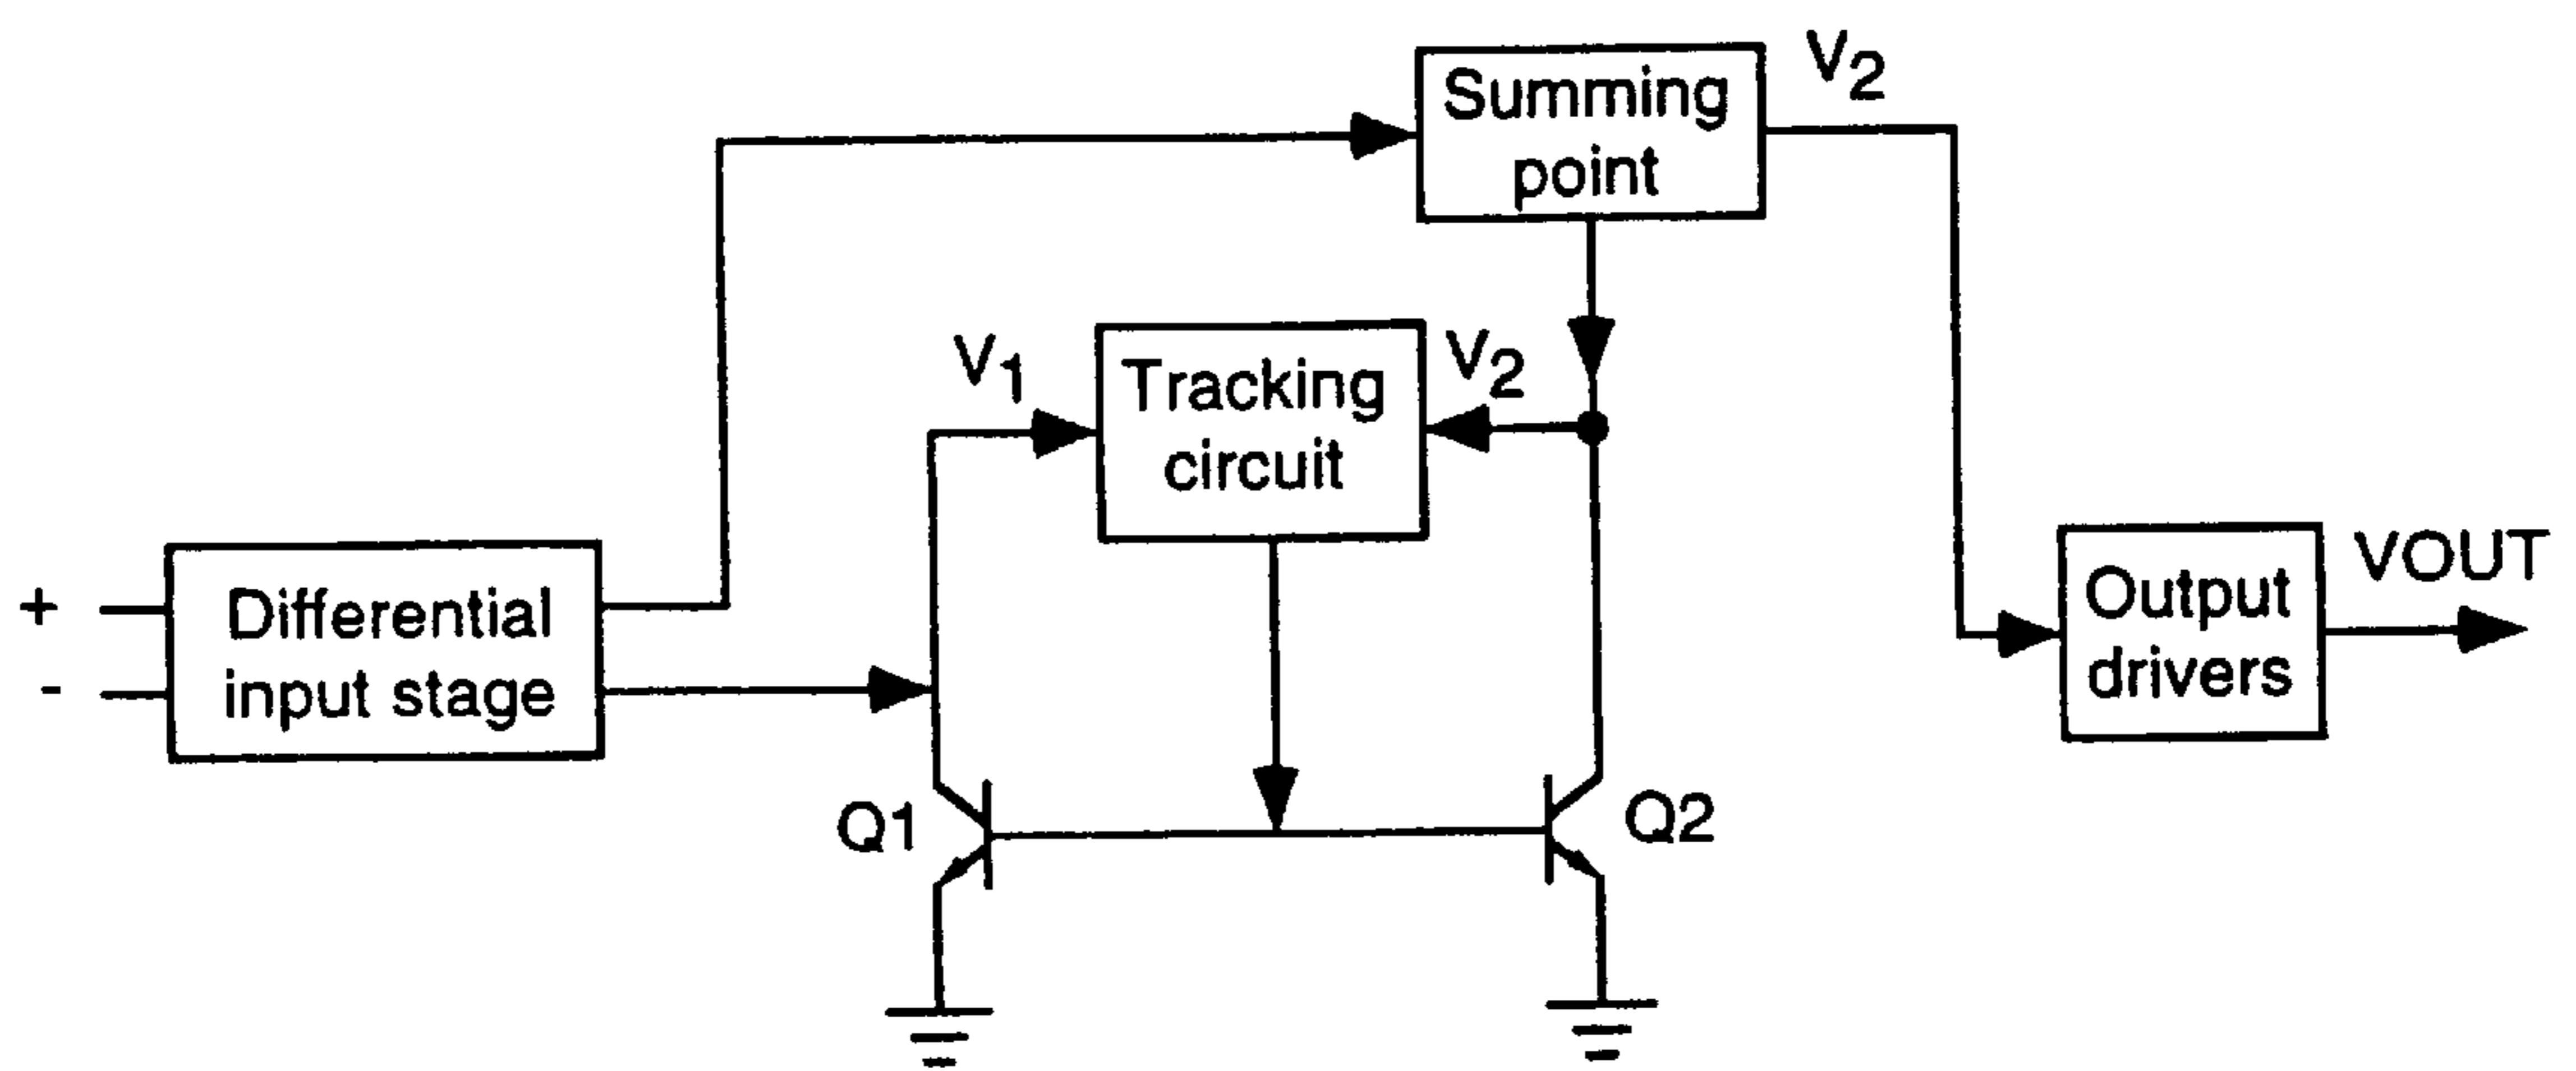 Summing
point
V2
V1
Tracking
circuit
V2
+
-
Differential
input stage
Output
drivers
VOUT
Q1
Q2